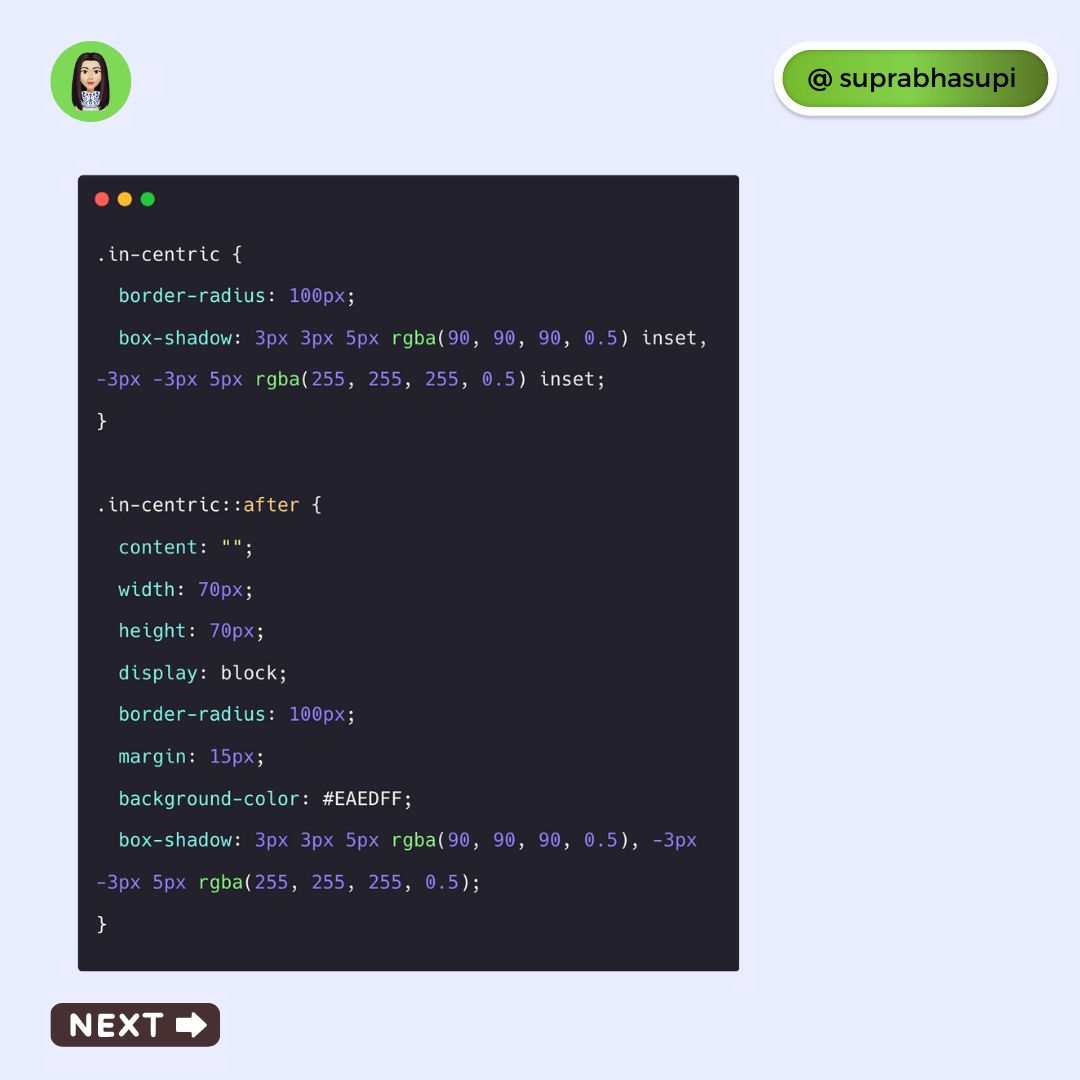 @ suprabhasupi
.in-centric {
  border-radius: 100px;
  box-shadow: 3px 3px 5px rgba(90, 90, 90, 0.5) inset,
-3px -3px 5px rgba(255, 255, 255, 0.5) inset;
}

.in-centric::after {
  content: "";
  width: 70px;
  height: 70px;
  display: block;
  border-radius: 100px;
  margin: 15px;
  background-color: #EAEDFF;
  box-shadow: 3px 3px 5px rgba(90, 90, 90, 0.5), -3px
-3px 5px rgba(255, 255, 255, 0.5);
}
NEXT